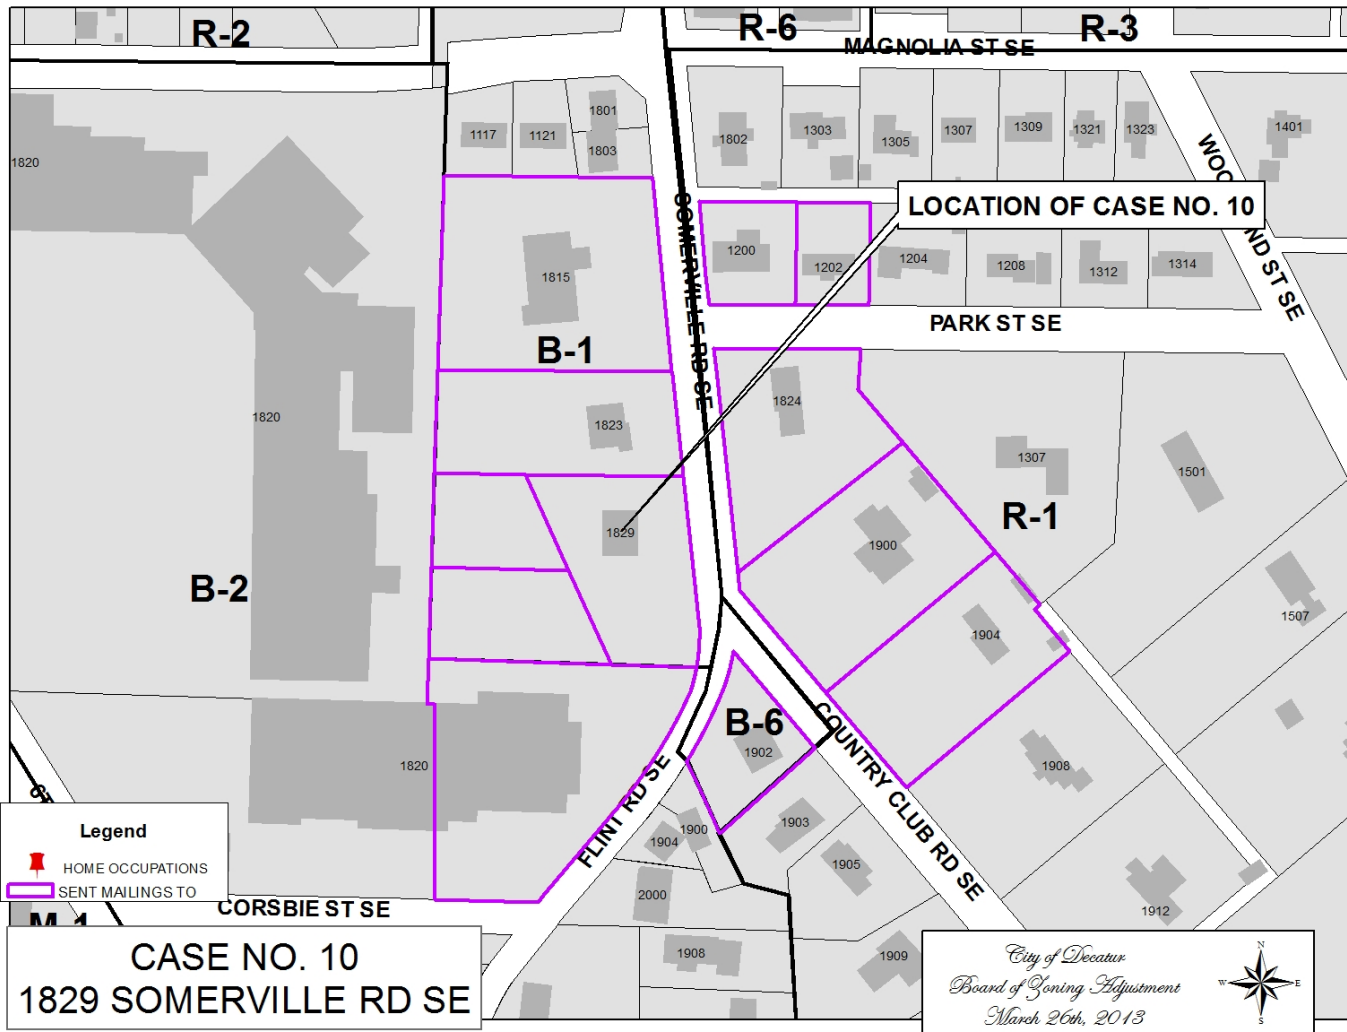 R-2
R-6
R-3
MAGNOLIA ST SE
1801
1117
1121
1803
1802
1303
1305
1307
1309
1321
1323
1401
1820
LOCATION OF CASE NO. 10
SOMERVILLE RD SE
1200
1202
1204
1208
1312
1314
1815
PARK ST SE
B-1
1820
1823
1824
1307
1501
R-1
1829
1900
B-2
1904
1507
B-6
1902
COUNTRY CLUB RD SE
1820
1908
FLINT RD SE
1900
1904
1903
1905
2000
1912
1908
1909
Legend
HOME OCCUPATIONS
SENT MAILINGS TO
M-1
CORSBIE ST SE
CASE NO. 10
1829 SOMERVILLE RD SE
City of Decatur
Board of Zoning Adjustment
March 26th, 2013
N
W
E
S